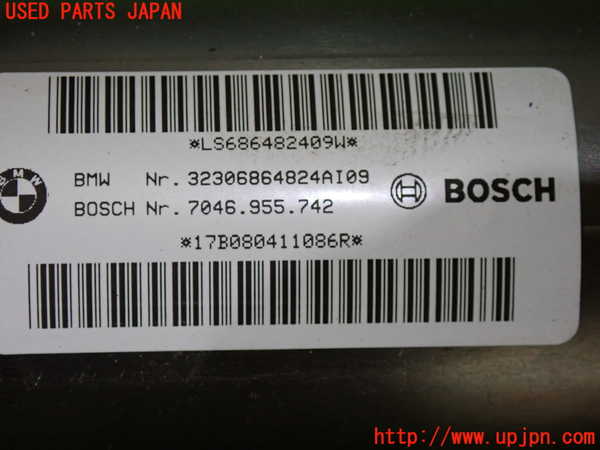 USED PARTS JAPAN
*LS686482409W*
BMW Nr. 32306864824AI09
BMW
BOSCH
BOSCH Nr. 7046.955.742
*17B080411086R*
http://www.upjpn.com